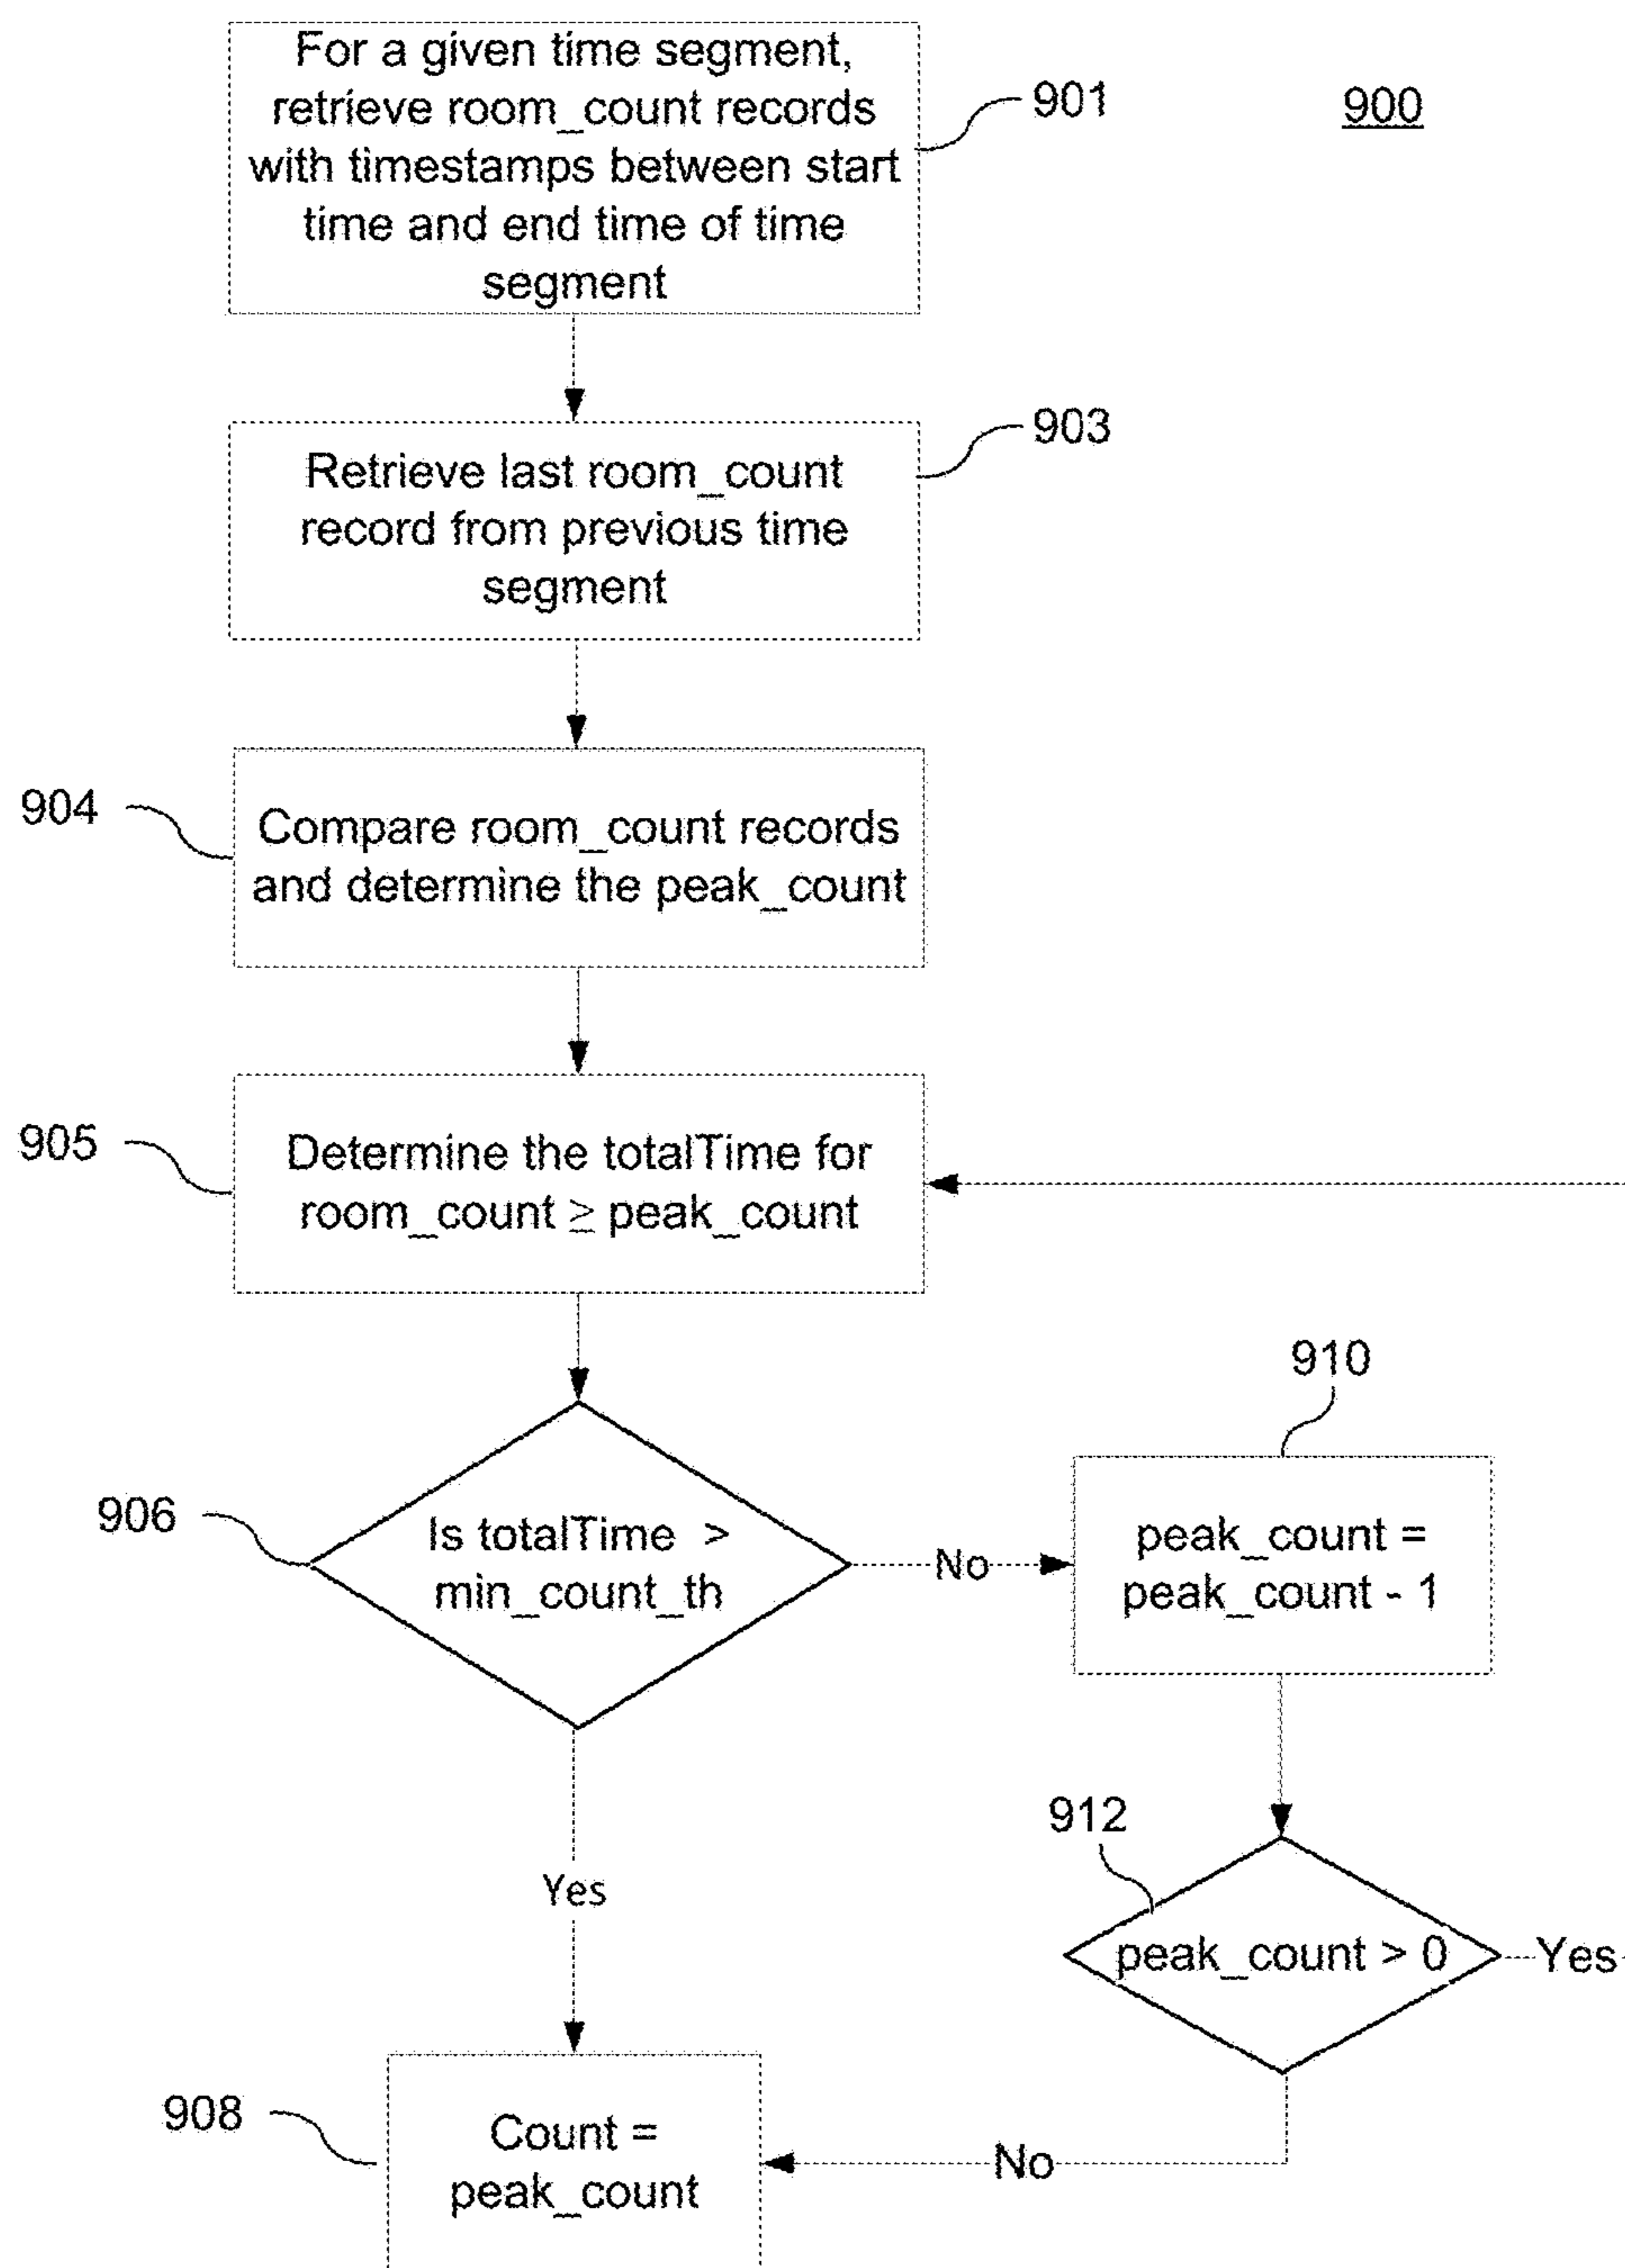 For a given time segment,
retrieve room_count records
with timestamps between start
time and end time of time
segment
901
900
Retrieve last room_count
record from previous time
segment
903
904
Compare room_count records
and determine the peak_count
905
Determine the totalTime for
room_count ≥ peak_count
906
Is totalTime >
min_count_th
No
910
peak_count =
peak_count - 1
Yes
912
peak_count > 0
Yes
908
Count =
peak_count
No